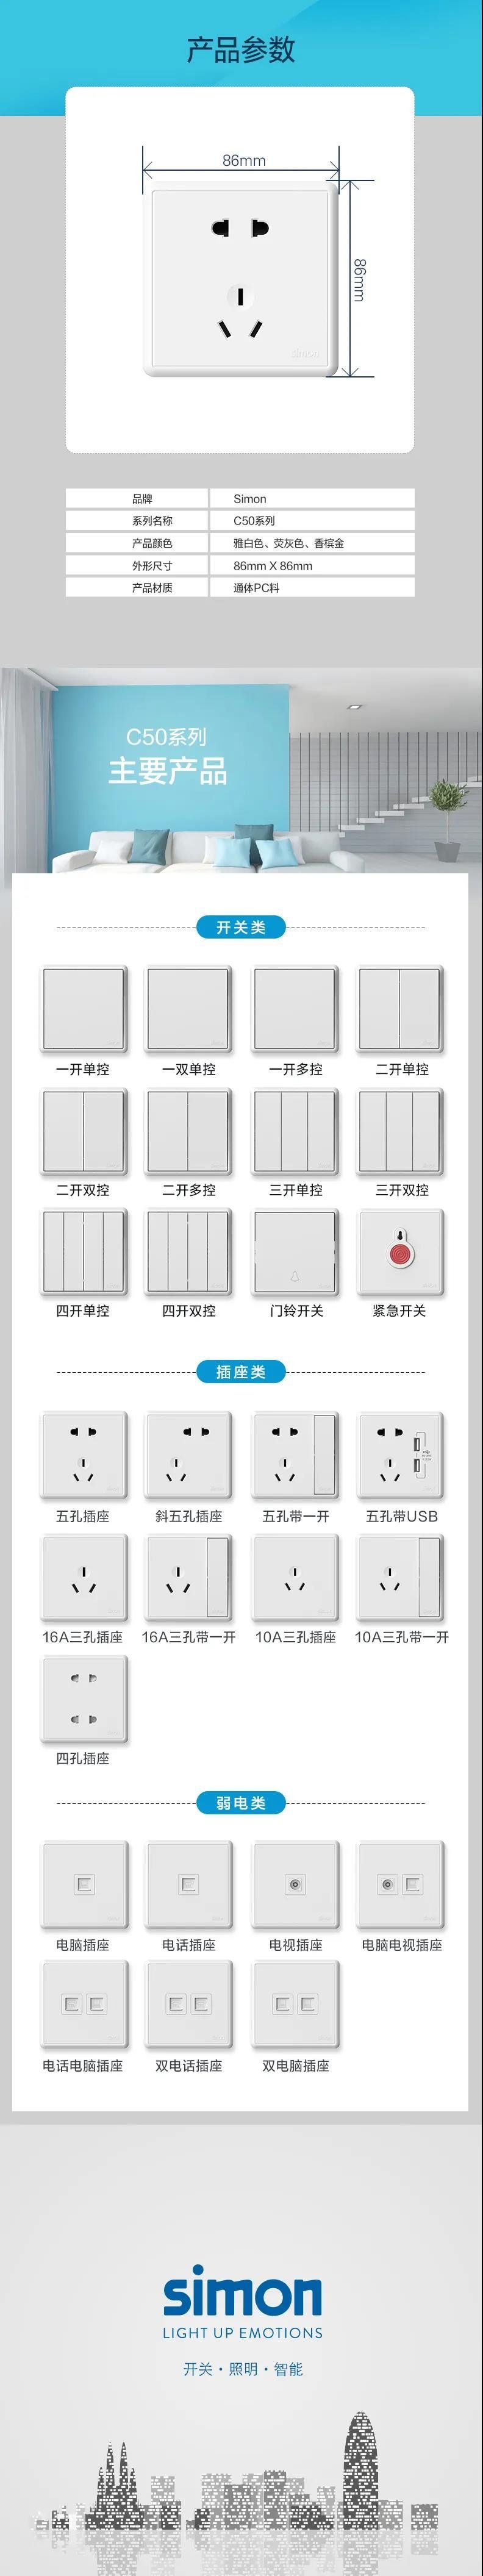 产品参数
86mm
86mm
simon
品牌 Simon
系列名称 C50系列
产品颜色 雅白色、荧灰色、香槟金
外形尺寸 86mm X 86mm
产品材质 通体PC料
C50系列
主要产品
开关类
一开单控 一双单控 一开多控 二开单控
二开双控 二开多控 三开单控 三开双控
四开单控 四开双控 门铃开关 紧急开关
插座类
五孔插座 斜五孔插座 五孔带一开 五孔带USB
16A三孔插座 16A三孔带一开 10A三孔插座 10A三孔带一开
四孔插座
弱电类
电脑插座 电话插座 电视插座 电脑电视插座
电话电脑插座 双电话插座 双电脑插座
simon
LIGHT UP EMOTIONS
开关·照明·智能